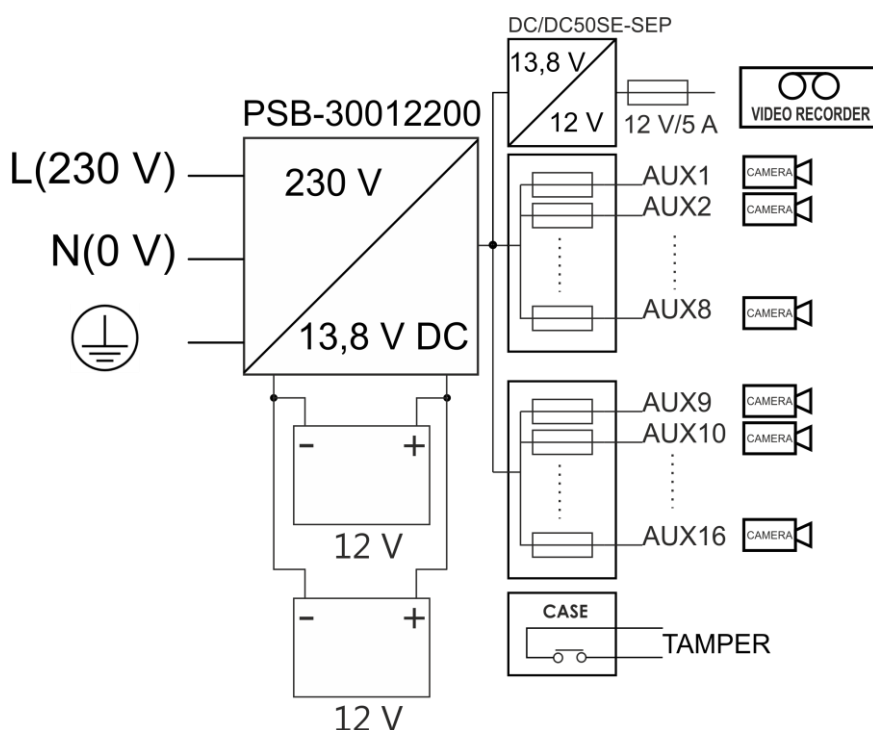 DC/DC50SE-SEP
13,8 V
12 V
12 V/5 A
VIDEO RECORDER
PSB-30012200
L(230 V)
N(0 V)
230 V
13,8 V DC
AUX1
CAMERA
AUX2
CAMERA
AUX8
CAMERA
AUX9
CAMERA
AUX10
CAMERA
AUX16
CAMERA
- +
12 V
- +
12 V
CASE
TAMPER